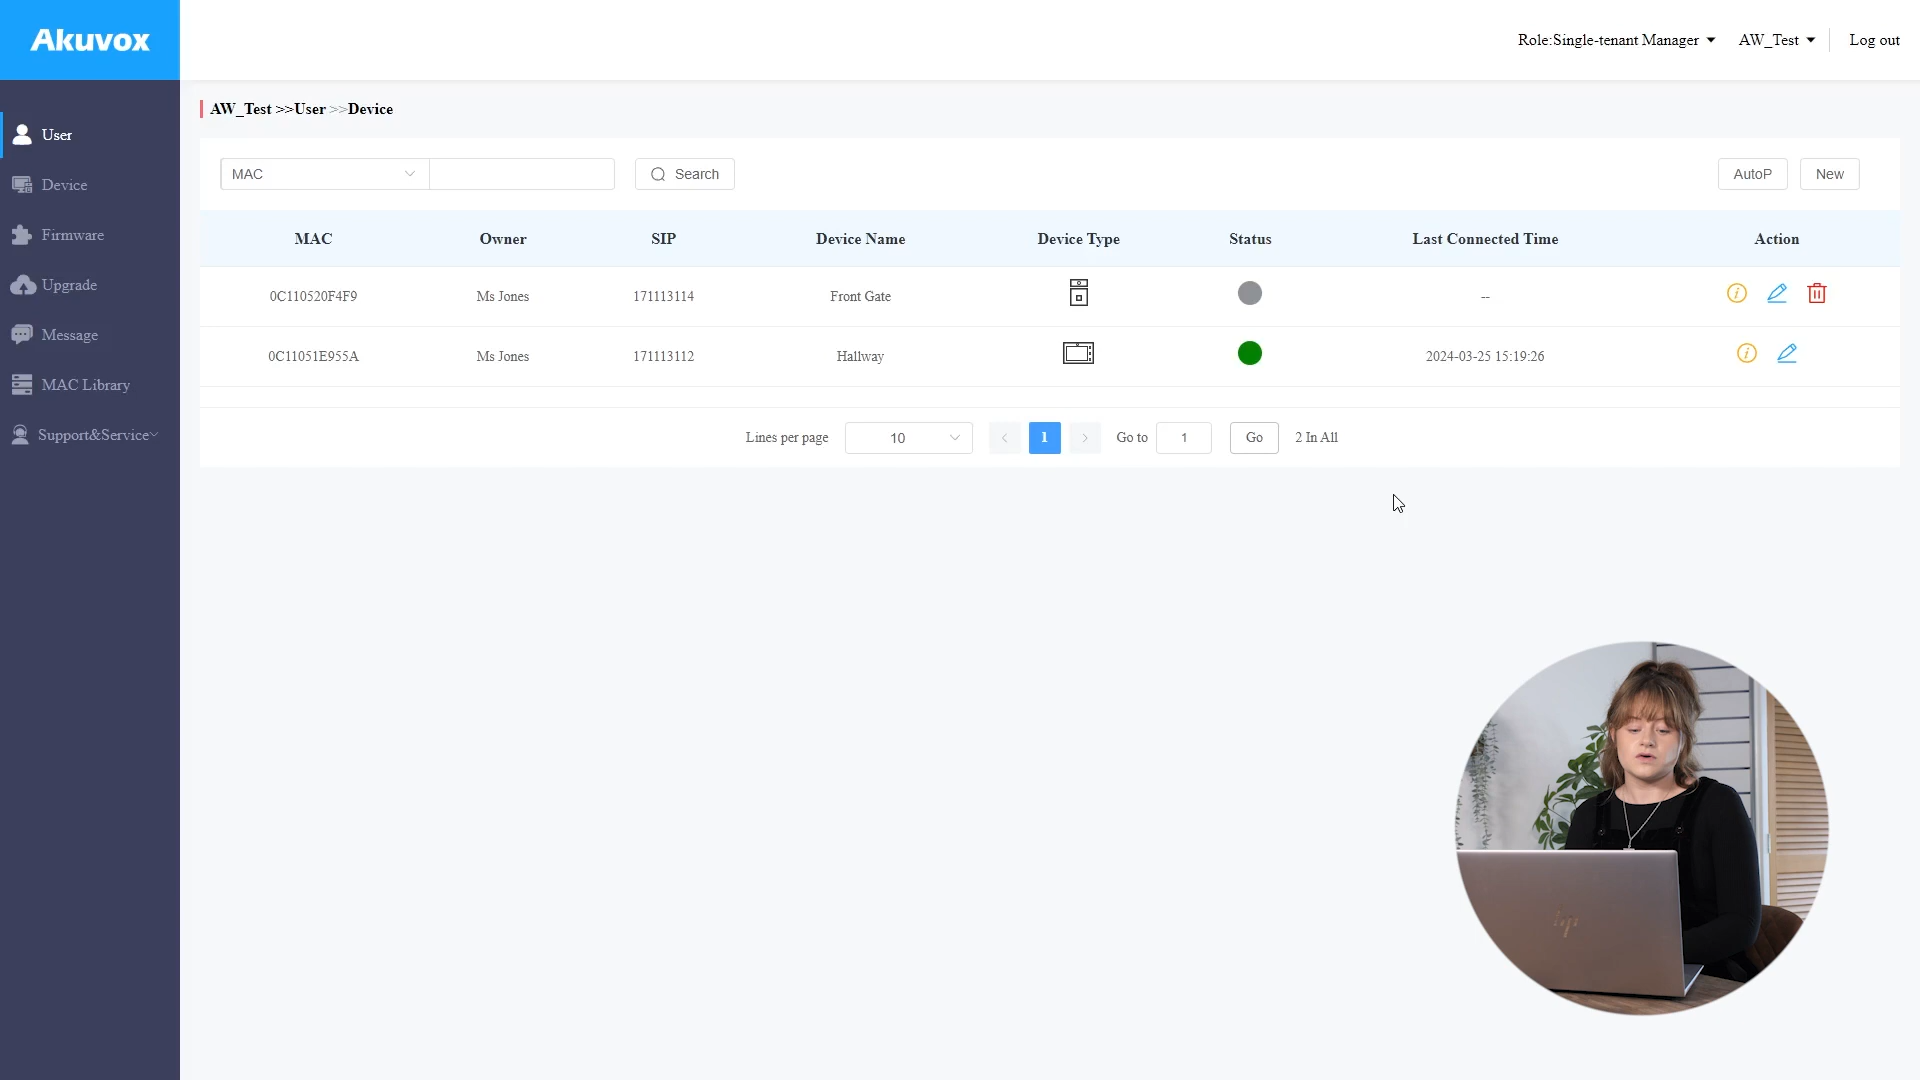 Akuvox
Role:Single-tenant Manager AW_Test Log out
AW_Test >>User >>Device
User
Device
Firmware
Upgrade
Message
MAC Library
Support&Service
MAC Search AutoP New
MAC Owner SIP Device Name Device Type Status Last Connected Time Action
0C110520F4F9 Ms Jones 171113114 Front Gate --
0C11051E955A Ms Jones 171113112 Hallway 2024-03-25 15:19:26
Lines per page 10 < 1 > Go to 1 Go 2 In All
hp